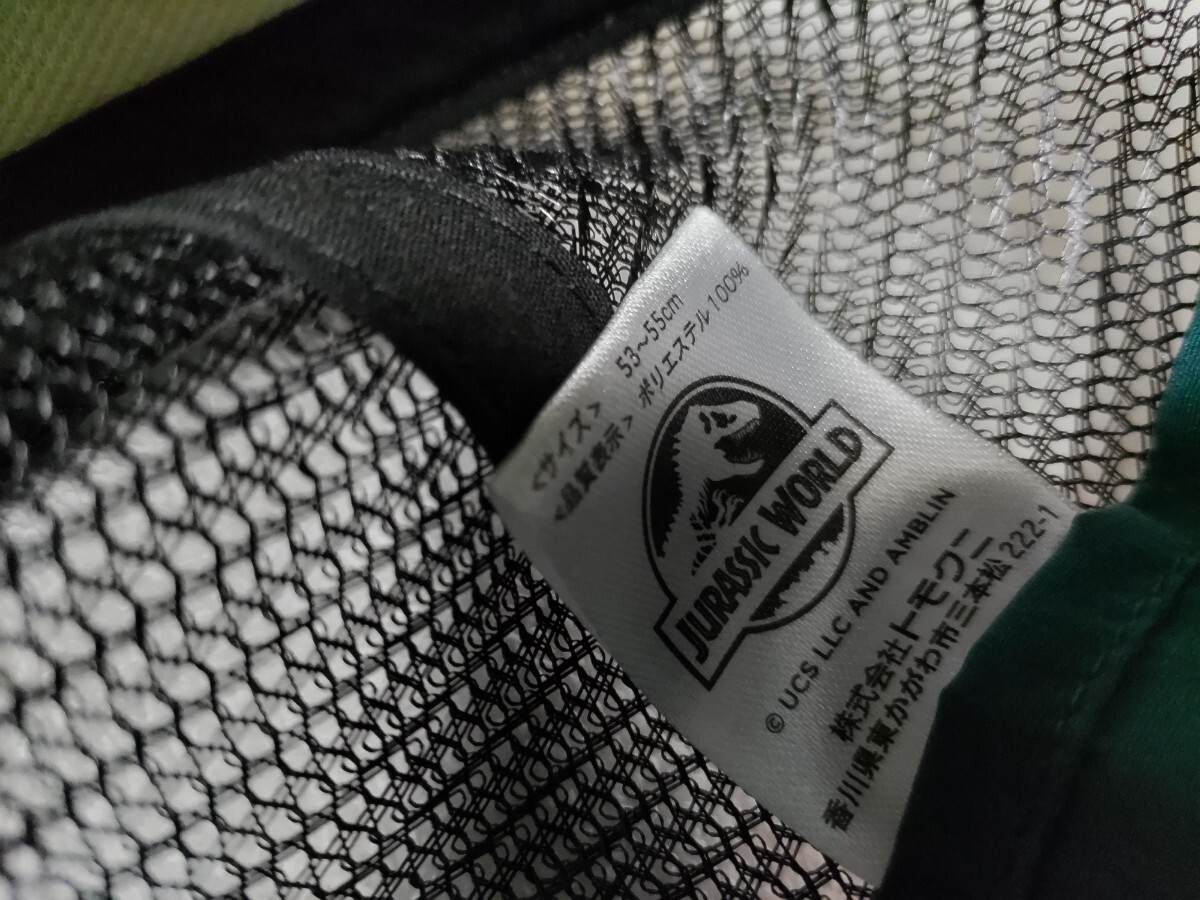 <サイズ> 53~55cm
<品質表示> ポリエステル100%
JURASSIC WORLD
© UCS LLC AND AMBLIN
株式会社トモクニ
香川県東かがわ市三本松222-1